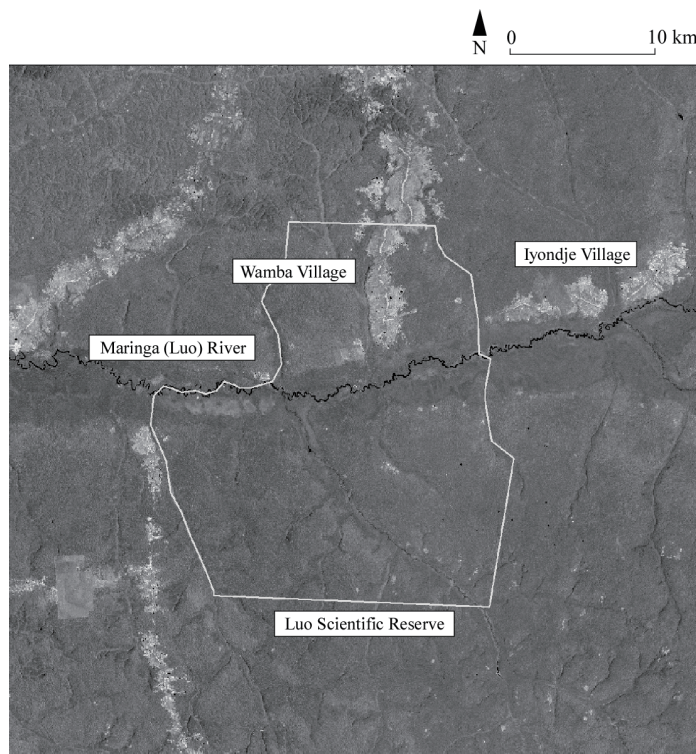 N
0
10 km
Iyondje Village
Wamba Village
Maringa (Luo) River
Luo Scientific Reserve